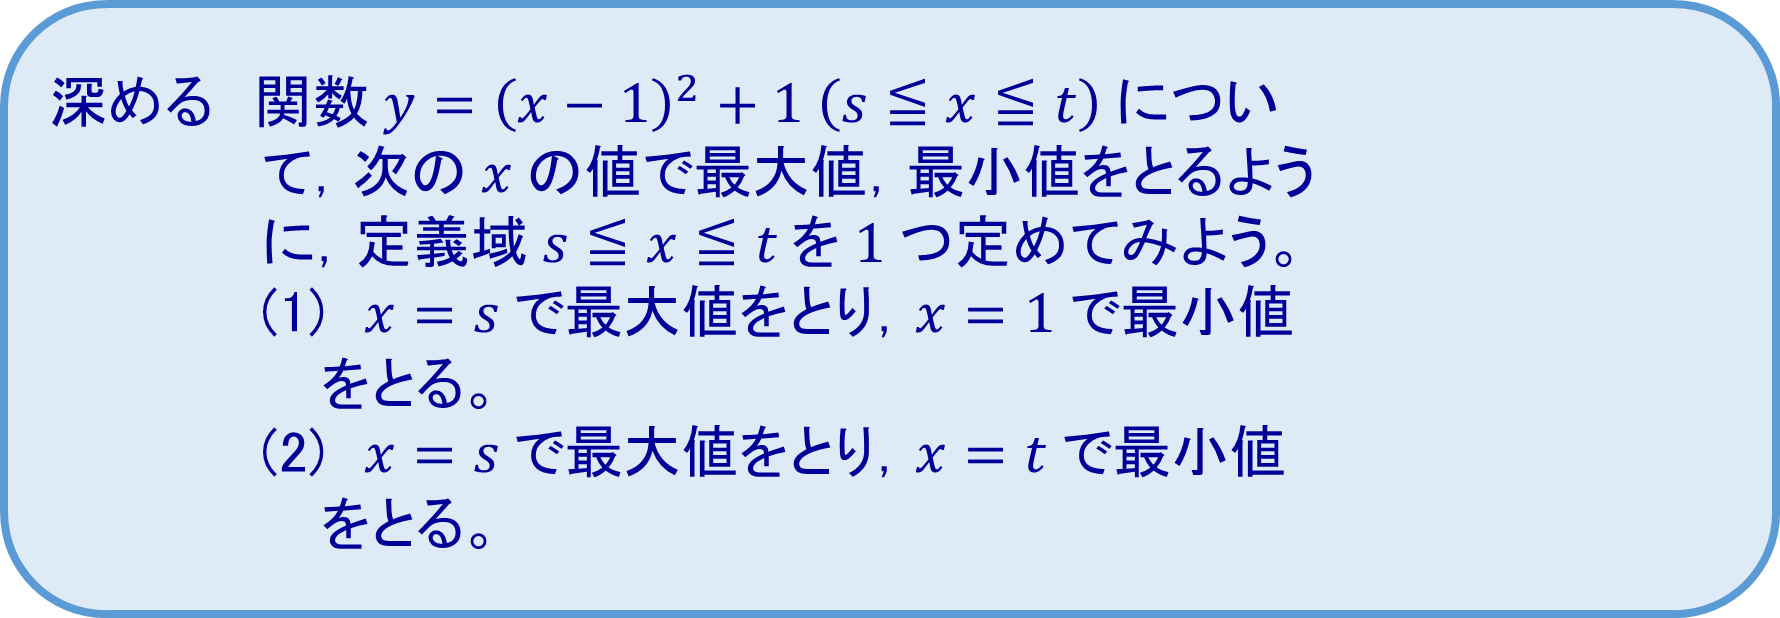 深める 関数 y = (x − 1)² + 1 (s ≦ x ≦ t) につい
て，次の x の値で最大値，最小値をとるよう
に，定義域 s ≦ x ≦ t を 1 つ定めてみよう。
(1) x = s で最大値をとり，x = 1 で最小値
をとる。
(2) x = s で最大値をとり，x = t で最小値
をとる。